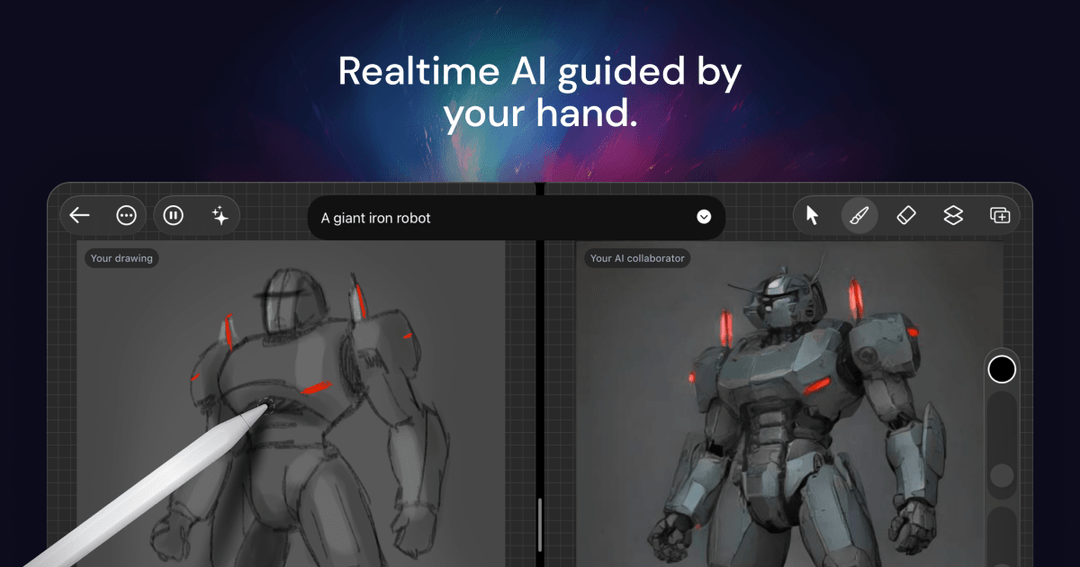 Realtime AI guided by
your hand.
A giant iron robot
Your drawing
Your AI collaborator